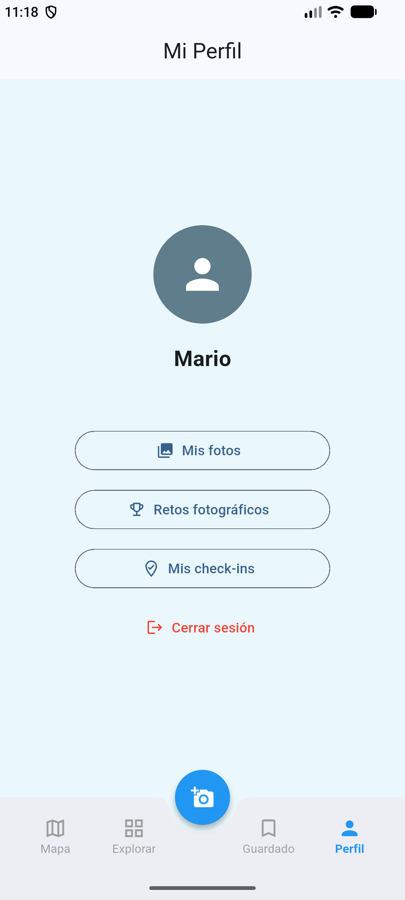 11:18
Mi Perfil
Mario
Mis fotos
Retos fotográficos
Mis check-ins
Cerrar sesión
Mapa
Explorar
Guardado
Perfil